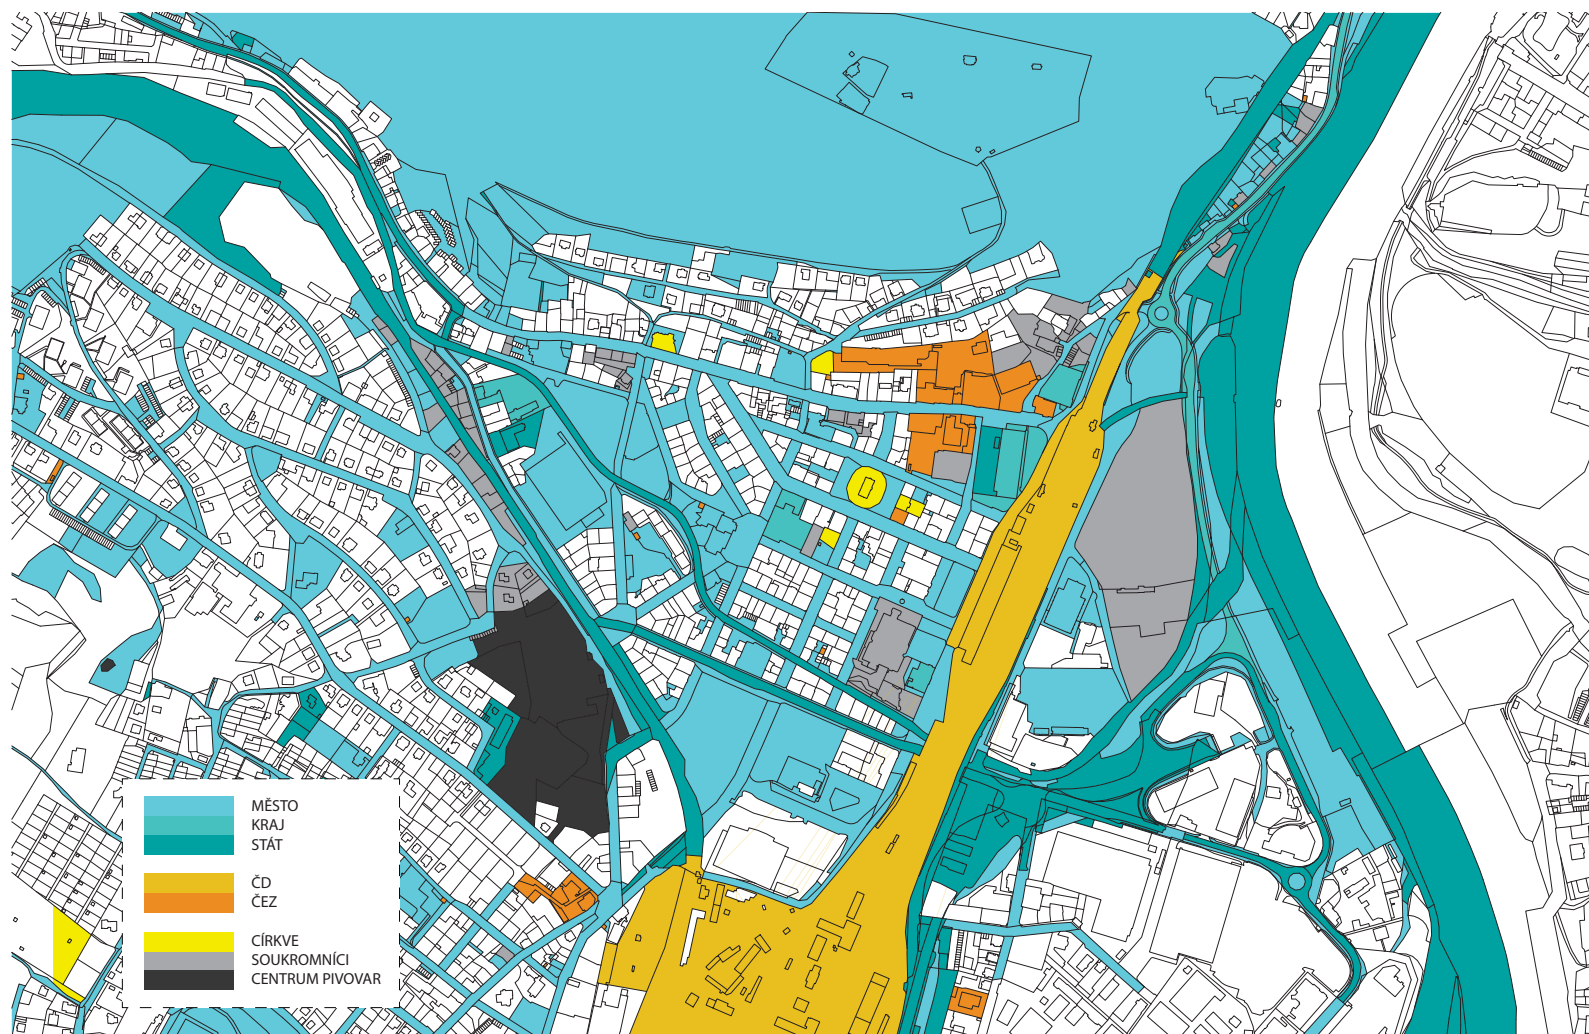 MĚSTO
KRAJ
STÁT
ČD
ČEZ
CÍRKVE
SOUKROMNÍCI
CENTRUM PIVOVAR